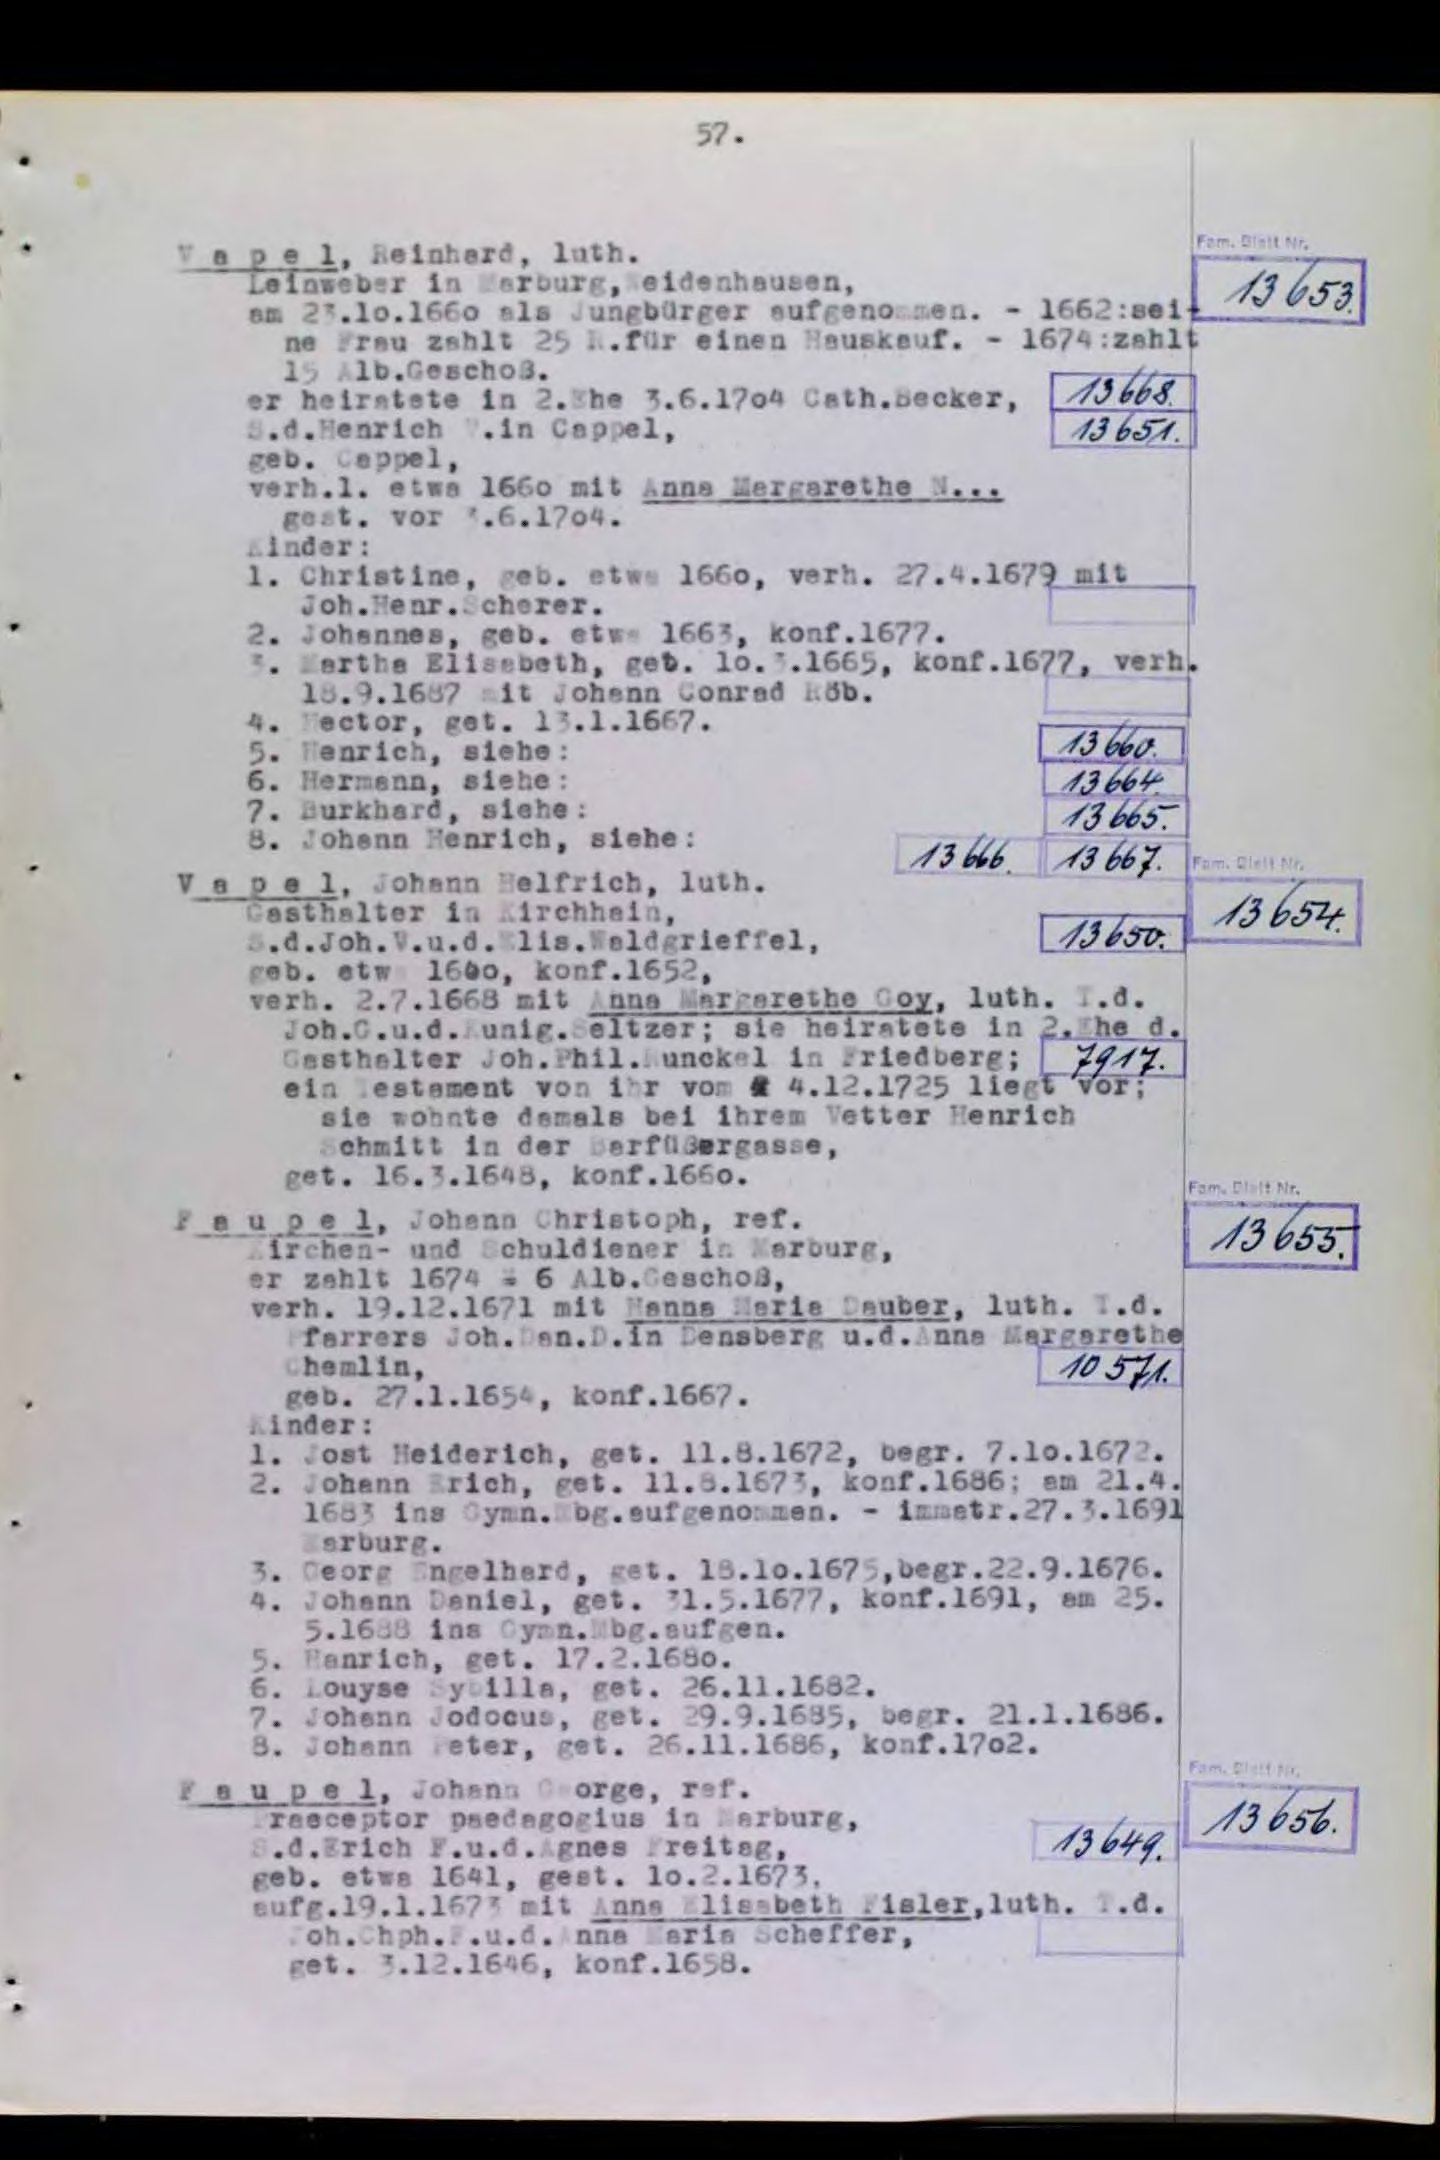 57.
Fam. Blatt Nr.
V a p e l, Reinhard, luth.
13653.
Leinweber in Marburg, Weidenhausen,
am 23.10.1660 als Jungbürger aufgenommen. - 1662:sei-
ne Frau zahlt 25 R.für einen Hauskauf. - 1674:zahlt
15 Alb.Geschoß.
er heiratete in 2.Ehe 3.6.1704 Cath.Becker, 13668.
S.d.Henrich V.in Cappel, 13651.
geb. Cappel,
verh.1. etwa 1660 mit Anna Margarethe N...
gest. vor 3.6.1704.
Kinder:
1. Christine, geb. etwa 1660, verh. 27.4.1679 mit
Joh.Henr.Scherer.
2. Johannes, geb. etwa 1663, konf.1677.
3. Martha Elisabeth, get. 10.3.1665, konf.1677, verh.
18.9.1687 mit Johann Conrad Röb.
4. Hector, get. 13.1.1667.
5. Henrich, siehe: 13660.
6. Hermann, siehe: 13664.
7. Burkhard, siehe: 13665.
8. Johann Henrich, siehe: 13666. 13667.
Fam. Blatt Nr.
V a p e l, Johann Helfrich, luth.
13654.
Gasthalter in Kirchhain,
S.d.Joh.V.u.d.Elis.Waldgrieffel, 13650.
geb. etwa konf.1652,
verh. 2.7.1668 mit Anna Margarethe Goy, luth. T.d.
Joh.G.u.d.Kunig.Seltzer; sie heiratete in 2.Ehe d.
Gasthalter Joh.Phil.Runckel in Friedberg; 7917.
ein Testament von ihr vom 4.12.1725 liegt vor;
sie wohnte damals bei ihrem Vetter Henrich
Schmitt in der Barfüßergasse,
get. 16.3.1648, konf.1660.
Fam. Blatt Nr.
F a u p e l, Johann Christoph, ref.
13655.
Kirchen- und Schuldiener in Marburg,
er zahlt 1674 = 6 Alb.Geschoß,
verh. 19.12.1671 mit Hanna Maria Dauber, luth. T.d.
Pfarrers Joh.Dan.D.in Densberg u.d.Anna Margarethe
Chemlin, 10571.
geb. 27.1.1654, konf.1667.
Kinder:
1. Jost Heiderich, get. 11.8.1672, begr. 7.10.1672.
2. Johann Erich, get. 11.8.1673, konf.1686; am 21.4.
1683 ins Gymn.Mbg.aufgenommen. - immatr.27.3.1691
Marburg.
3. Georg Engelhard, get. 18.10.1675,begr.22.9.1676.
4. Johann Daniel, get. 31.5.1677, konf.1691, am 25.
5.1688 ins Gymn.Mbg.aufgen.
5. Henrich, get. 17.2.1680.
6. Louyse Sybilla, get. 26.11.1682.
7. Johann Jodocus, get. 29.9.1685, begr. 21.1.1686.
8. Johann Peter, get. 26.11.1686, konf.1702.
Fam. Blatt Nr.
F a u p e l, Johann George, ref.
13656.
Praeceptor paedagogius in Marburg,
S.d.Erich F.u.d.Agnes Freitag, 13649.
geb. etwa 1641, gest. 10.2.1673.
aufg.19.1.1673 mit Anna Elisabeth Fisler,luth. T.d.
Joh.Chph.F.u.d.Anna Maria Scheffer,
get. 3.12.1646, konf.1658.